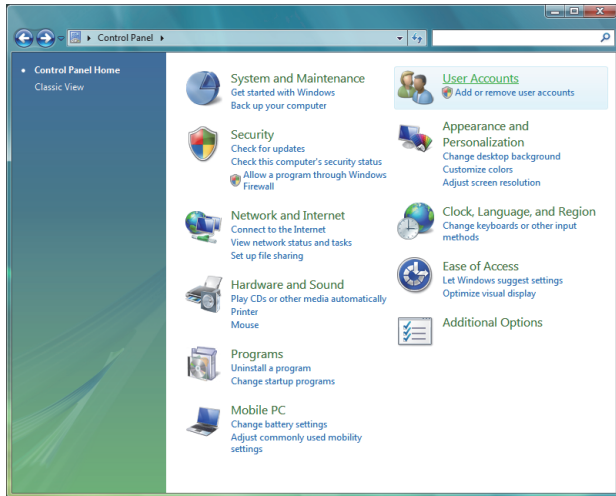 Control Panel
Control Panel Home
Classic View
System and Maintenance
Get started with Windows
Back up your computer
Security
Check for updates
Check this computer's security status
Allow a program through Windows
Firewall
Network and Internet
Connect to the Internet
View network status and tasks
Set up file sharing
Hardware and Sound
Play CDs or other media automatically
Printer
Mouse
Programs
Uninstall a program
Change startup programs
Mobile PC
Change battery settings
Adjust commonly used mobility
settings
User Accounts
Add or remove user accounts
Appearance and
Personalization
Change desktop background
Customize colors
Adjust screen resolution
Clock, Language, and Region
Change keyboards or other input
methods
Ease of Access
Let Windows suggest settings
Optimize visual display
Additional Options